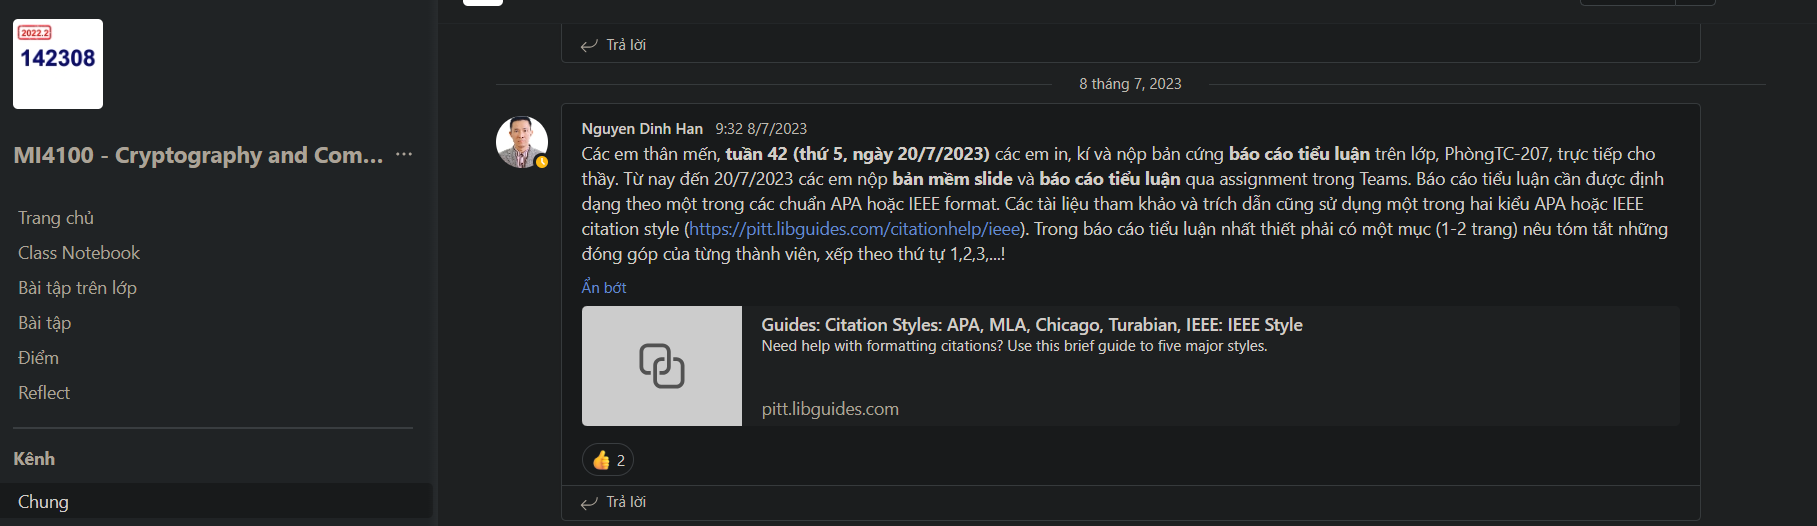 2022.2
142308
MI4100 - Cryptography and Com... ...
Trang chủ
Class Notebook
Bài tập trên lớp
Bài tập
Điểm
Reflect
Kênh
Chung
Trả lời
8 tháng 7, 2023
Nguyen Dinh Han 9:32 8/7/2023
Các em thân mến, tuần 42 (thứ 5, ngày 20/7/2023) các em in, kí và nộp bản cứng báo cáo tiểu luận trên lớp, PhòngTC-207, trực tiếp cho
thầy. Từ nay đến 20/7/2023 các em nộp bản mềm slide và báo cáo tiểu luận qua assignment trong Teams. Báo cáo tiểu luận cần được định
dạng theo một trong các chuẩn APA hoặc IEEE format. Các tài liệu tham khảo và trích dẫn cũng sử dụng một trong hai kiểu APA hoặc IEEE
citation style (https://pitt.libguides.com/citationhelp/ieee). Trong báo cáo tiểu luận nhất thiết phải có một mục (1-2 trang) nêu tóm tắt những
đóng góp của từng thành viên, xếp theo thứ tự 1,2,3,...!
Ẩn bớt
Guides: Citation Styles: APA, MLA, Chicago, Turabian, IEEE: IEEE Style
Need help with formatting citations? Use this brief guide to five major styles.
pitt.libguides.com
2
Trả lời